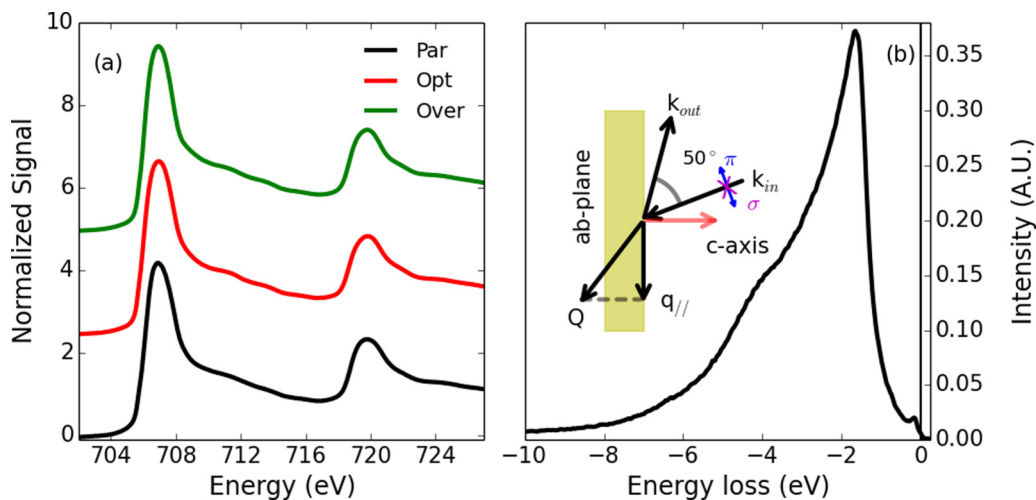 (a)
Par
Opt
Over
10
8
6
4
2
0
Normalized Signal
704
708
712
716
720
724
Energy (eV)
(b)
k_out
50° π
k_in
σ
ab-plane
c-axis
q_//
Q
0.35
0.30
0.25
0.20
0.15
0.10
0.05
0.00
Intensity (A.U.)
−10
−8
−6
−4
−2
0
Energy loss (eV)